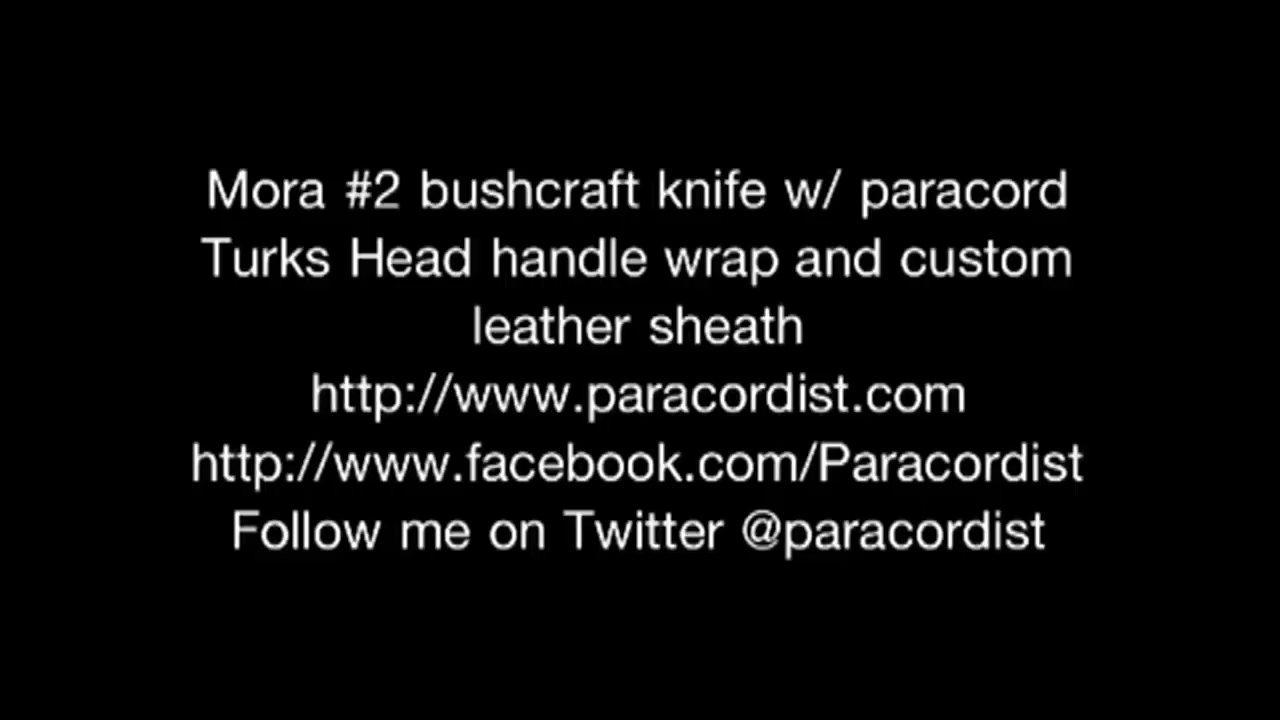 Mora #2 bushcraft knife w/ paracord
Turks Head handle wrap and custom
leather sheath
http://www.paracordist.com
http://www.facebook.com/Paracordist
Follow me on Twitter @paracordist